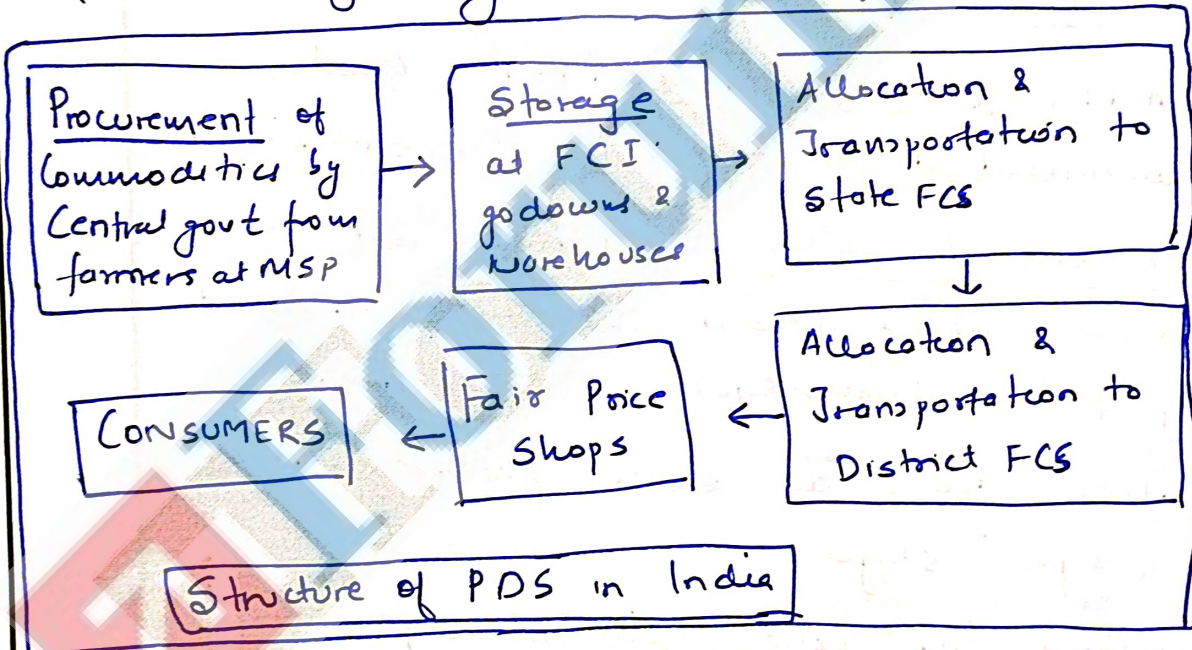 Procurement of
Commodities by
Central govt from
farmers at MSP
Storage
at FCI
godowns &
warehouses
Allocation &
Transportation to
State FCS
Allocation &
Transportation to
District FCS
Fair Price
Shops
CONSUMERS
Structure of PDS in India
Forum